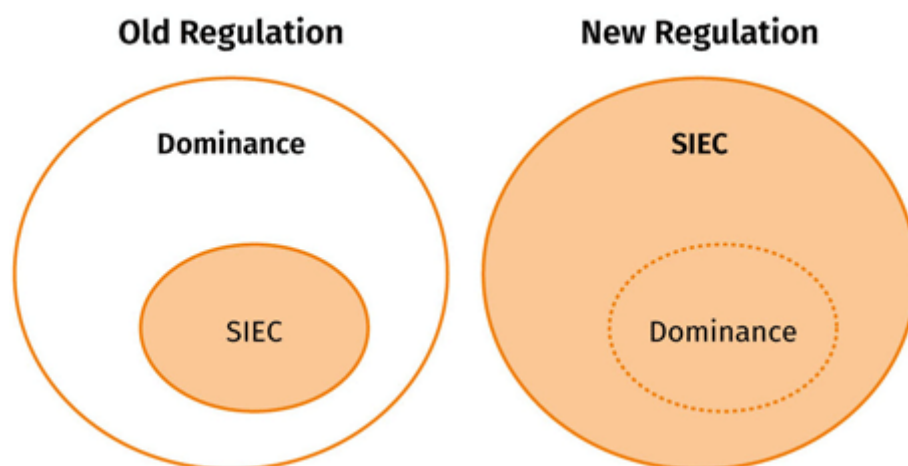 Old Regulation
Dominance
SIEC
New Regulation
SIEC
Dominance